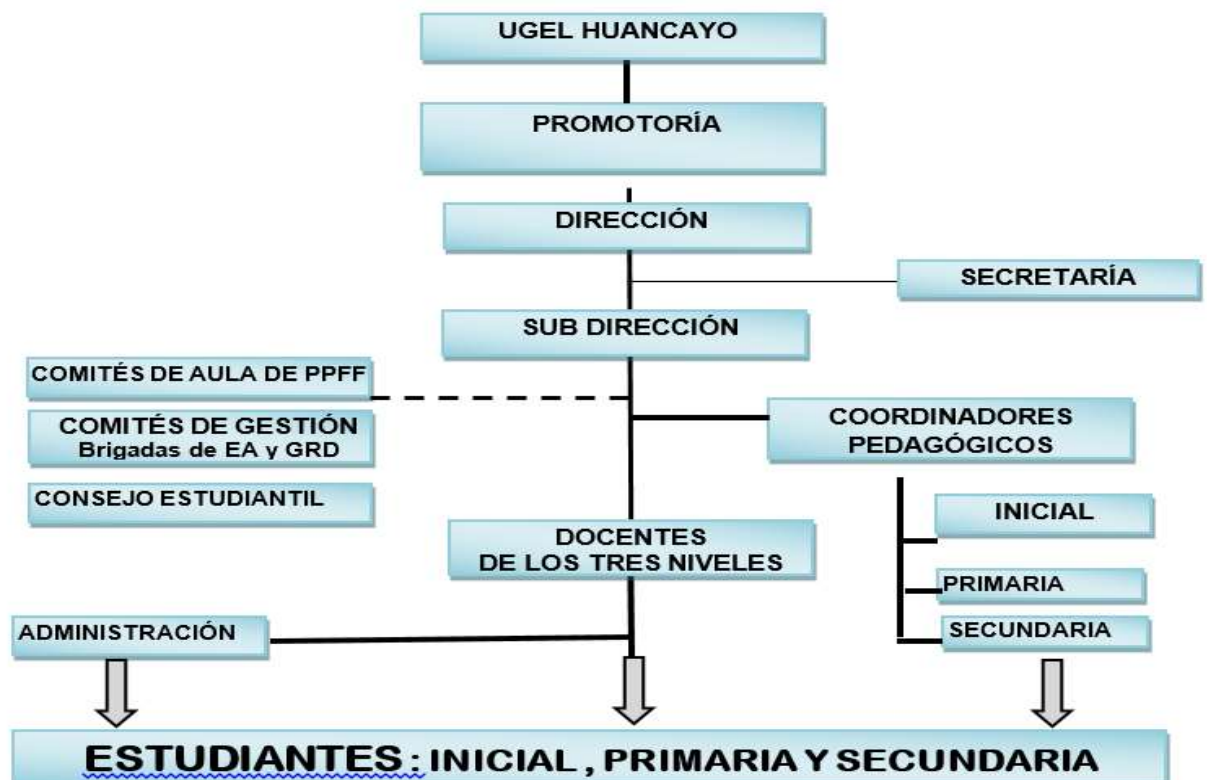 UGEL HUANCAYO
PROMOTORÍA
DIRECCIÓN
SECRETARÍA
SUB DIRECCIÓN
COMITÉS DE AULA DE PPFF
COMITÉS DE GESTIÓN
Brigadas de EA y GRD
CONSEJO ESTUDIANTIL
COORDINADORES
PEDAGÓGICOS
INICIAL
PRIMARIA
SECUNDARIA
DOCENTES
DE LOS TRES NIVELES
ADMINISTRACIÓN
ESTUDIANTES: INICIAL, PRIMARIA Y SECUNDARIA